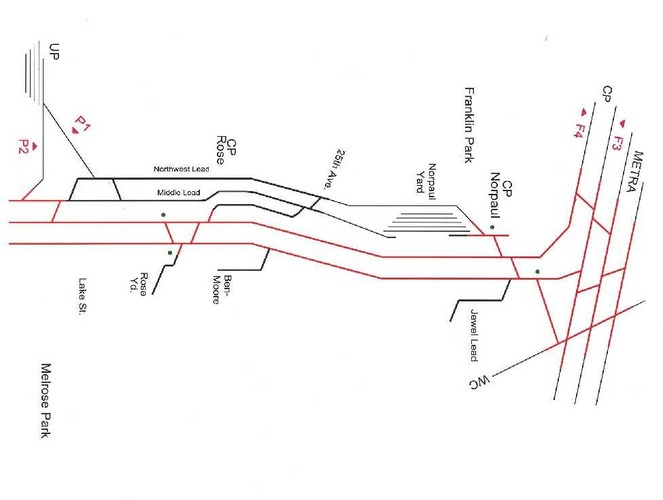 UP
P1
P2
CP
Rose
Northwest Lead
Middle Lead
25th Ave.
Franklin Park
Norpaul
Yard
CP
Norpaul
CP
F4
F3
METRA
Rose
Yd.
Ben-
Moore
Lake St.
Jewel Lead
WC
Melrose Park